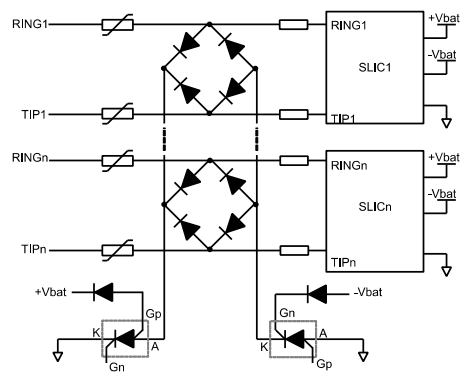 RING1
RING1
+Vbat
-Vbat
SLIC1
TIP1
TIP1
RINGn
RINGn
+Vbat
-Vbat
SLICn
TIPn
TIPn
+Vbat
Gp
K
A
Gn
-Vbat
Gn
K
A
Gp